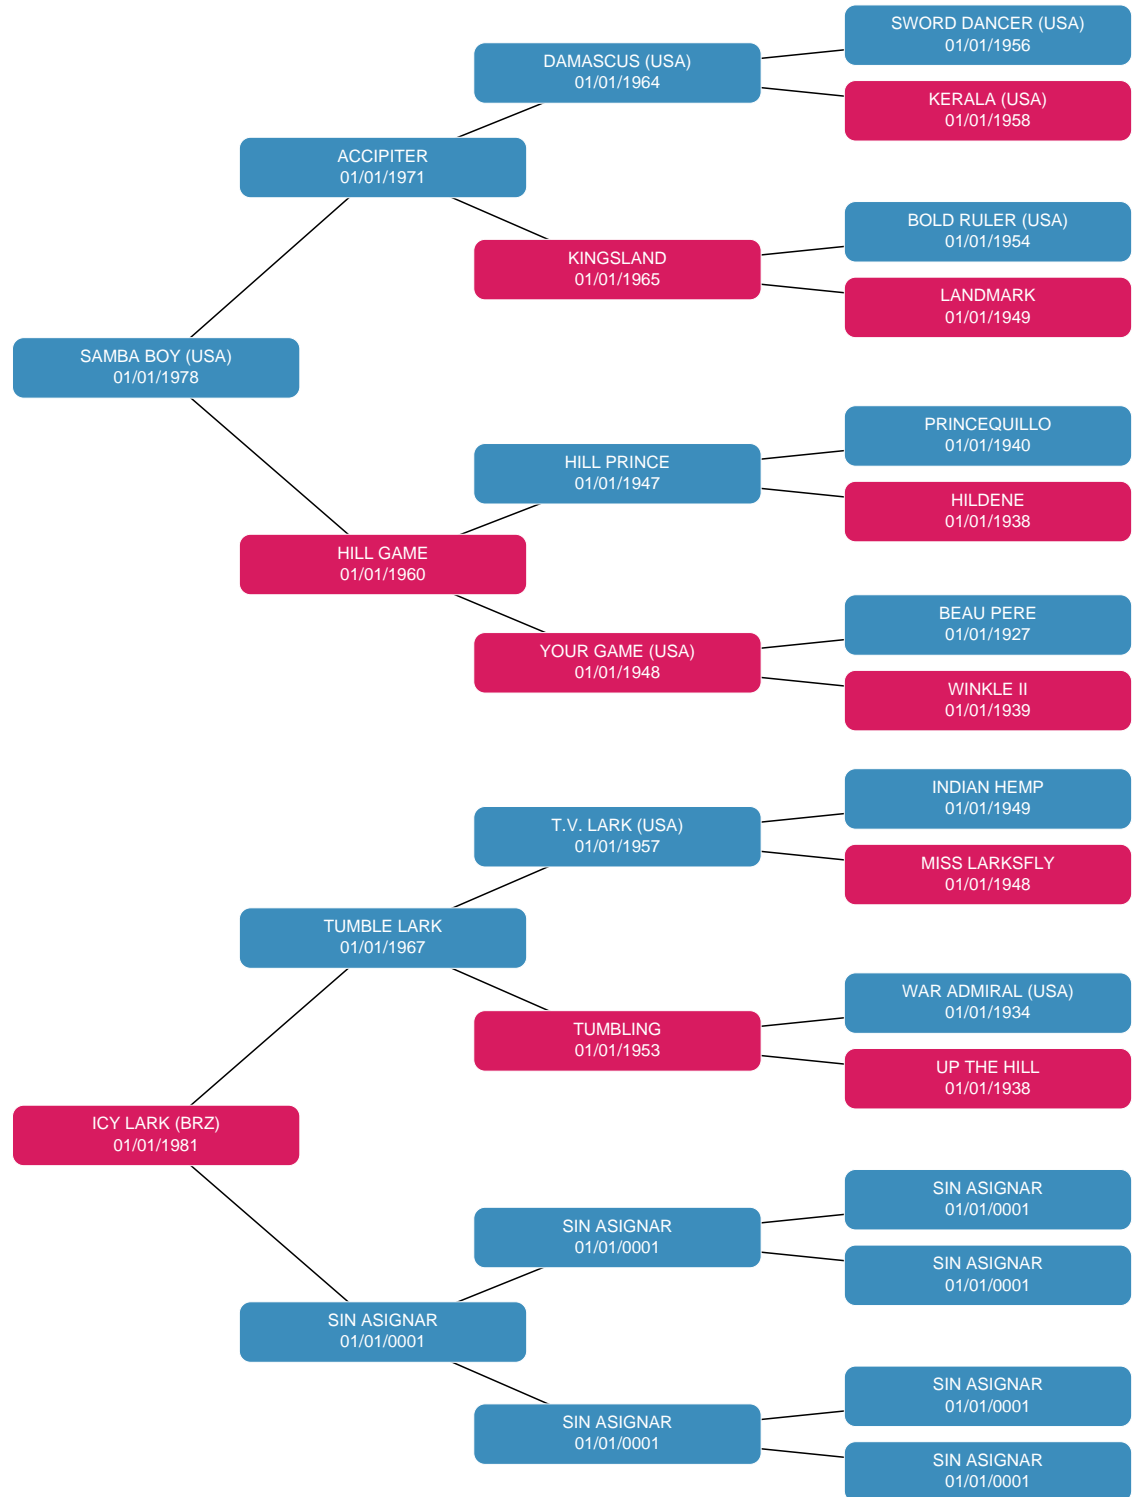 SWORD DANCER (USA)
01/01/1956
DAMASCUS (USA)
01/01/1964
KERALA (USA)
01/01/1958
ACCIPITER
01/01/1971
BOLD RULER (USA)
01/01/1954
KINGSLAND
01/01/1965
LANDMARK
01/01/1949
SAMBA BOY (USA)
01/01/1978
PRINCEQUILLO
01/01/1940
HILL PRINCE
01/01/1947
HILDENE
01/01/1938
HILL GAME
01/01/1960
BEAU PERE
01/01/1927
YOUR GAME (USA)
01/01/1948
WINKLE II
01/01/1939
INDIAN HEMP
01/01/1949
T.V. LARK (USA)
01/01/1957
MISS LARKSFLY
01/01/1948
TUMBLE LARK
01/01/1967
WAR ADMIRAL (USA)
01/01/1934
TUMBLING
01/01/1953
UP THE HILL
01/01/1938
ICY LARK (BRZ)
01/01/1981
SIN ASIGNAR
01/01/0001
SIN ASIGNAR
01/01/0001
SIN ASIGNAR
01/01/0001
SIN ASIGNAR
01/01/0001
SIN ASIGNAR
01/01/0001
SIN ASIGNAR
01/01/0001
SIN ASIGNAR
01/01/0001